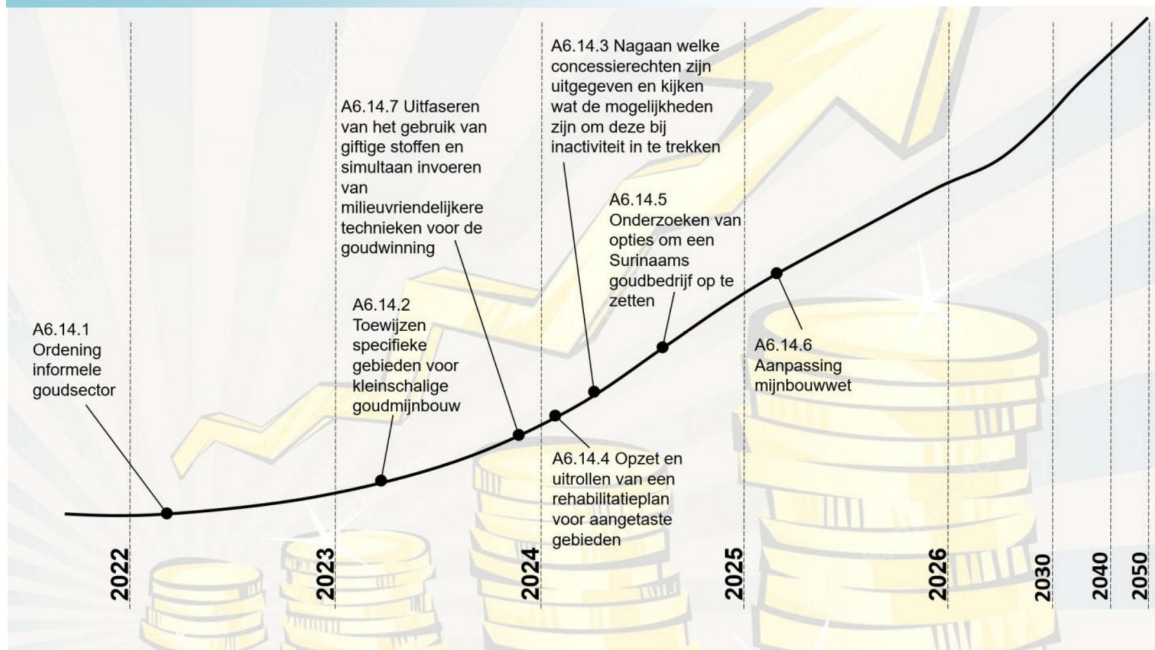 A6.14.1
Ordening
informele
goudsector
A6.14.7 Uitfaseren
van het gebruik van
giftige stoffen en
simultaan invoeren
van
milieuvriendelijkere
technieken voor de
goudwinning
A6.14.2
Toewijzen
specifieke
gebieden voor
kleinschalige
goudmijnbouw
A6.14.3 Nagaan welke
concessierechten zijn
uitgegeven en kijken
wat de mogelijkheden
zijn om deze bij
inactiviteit in te trekken
A6.14.5
Onderzoeken van
opties om een
Surinaams
goudbedrijf op te
zetten
A6.14.4 Opzet en
uitrollen van een
rehabilitatieplan
voor aangetaste
gebieden
A6.14.6
Aanpassing
mijnbouwwet
2022
2023
2024
2025
2026
2030
2040
2050